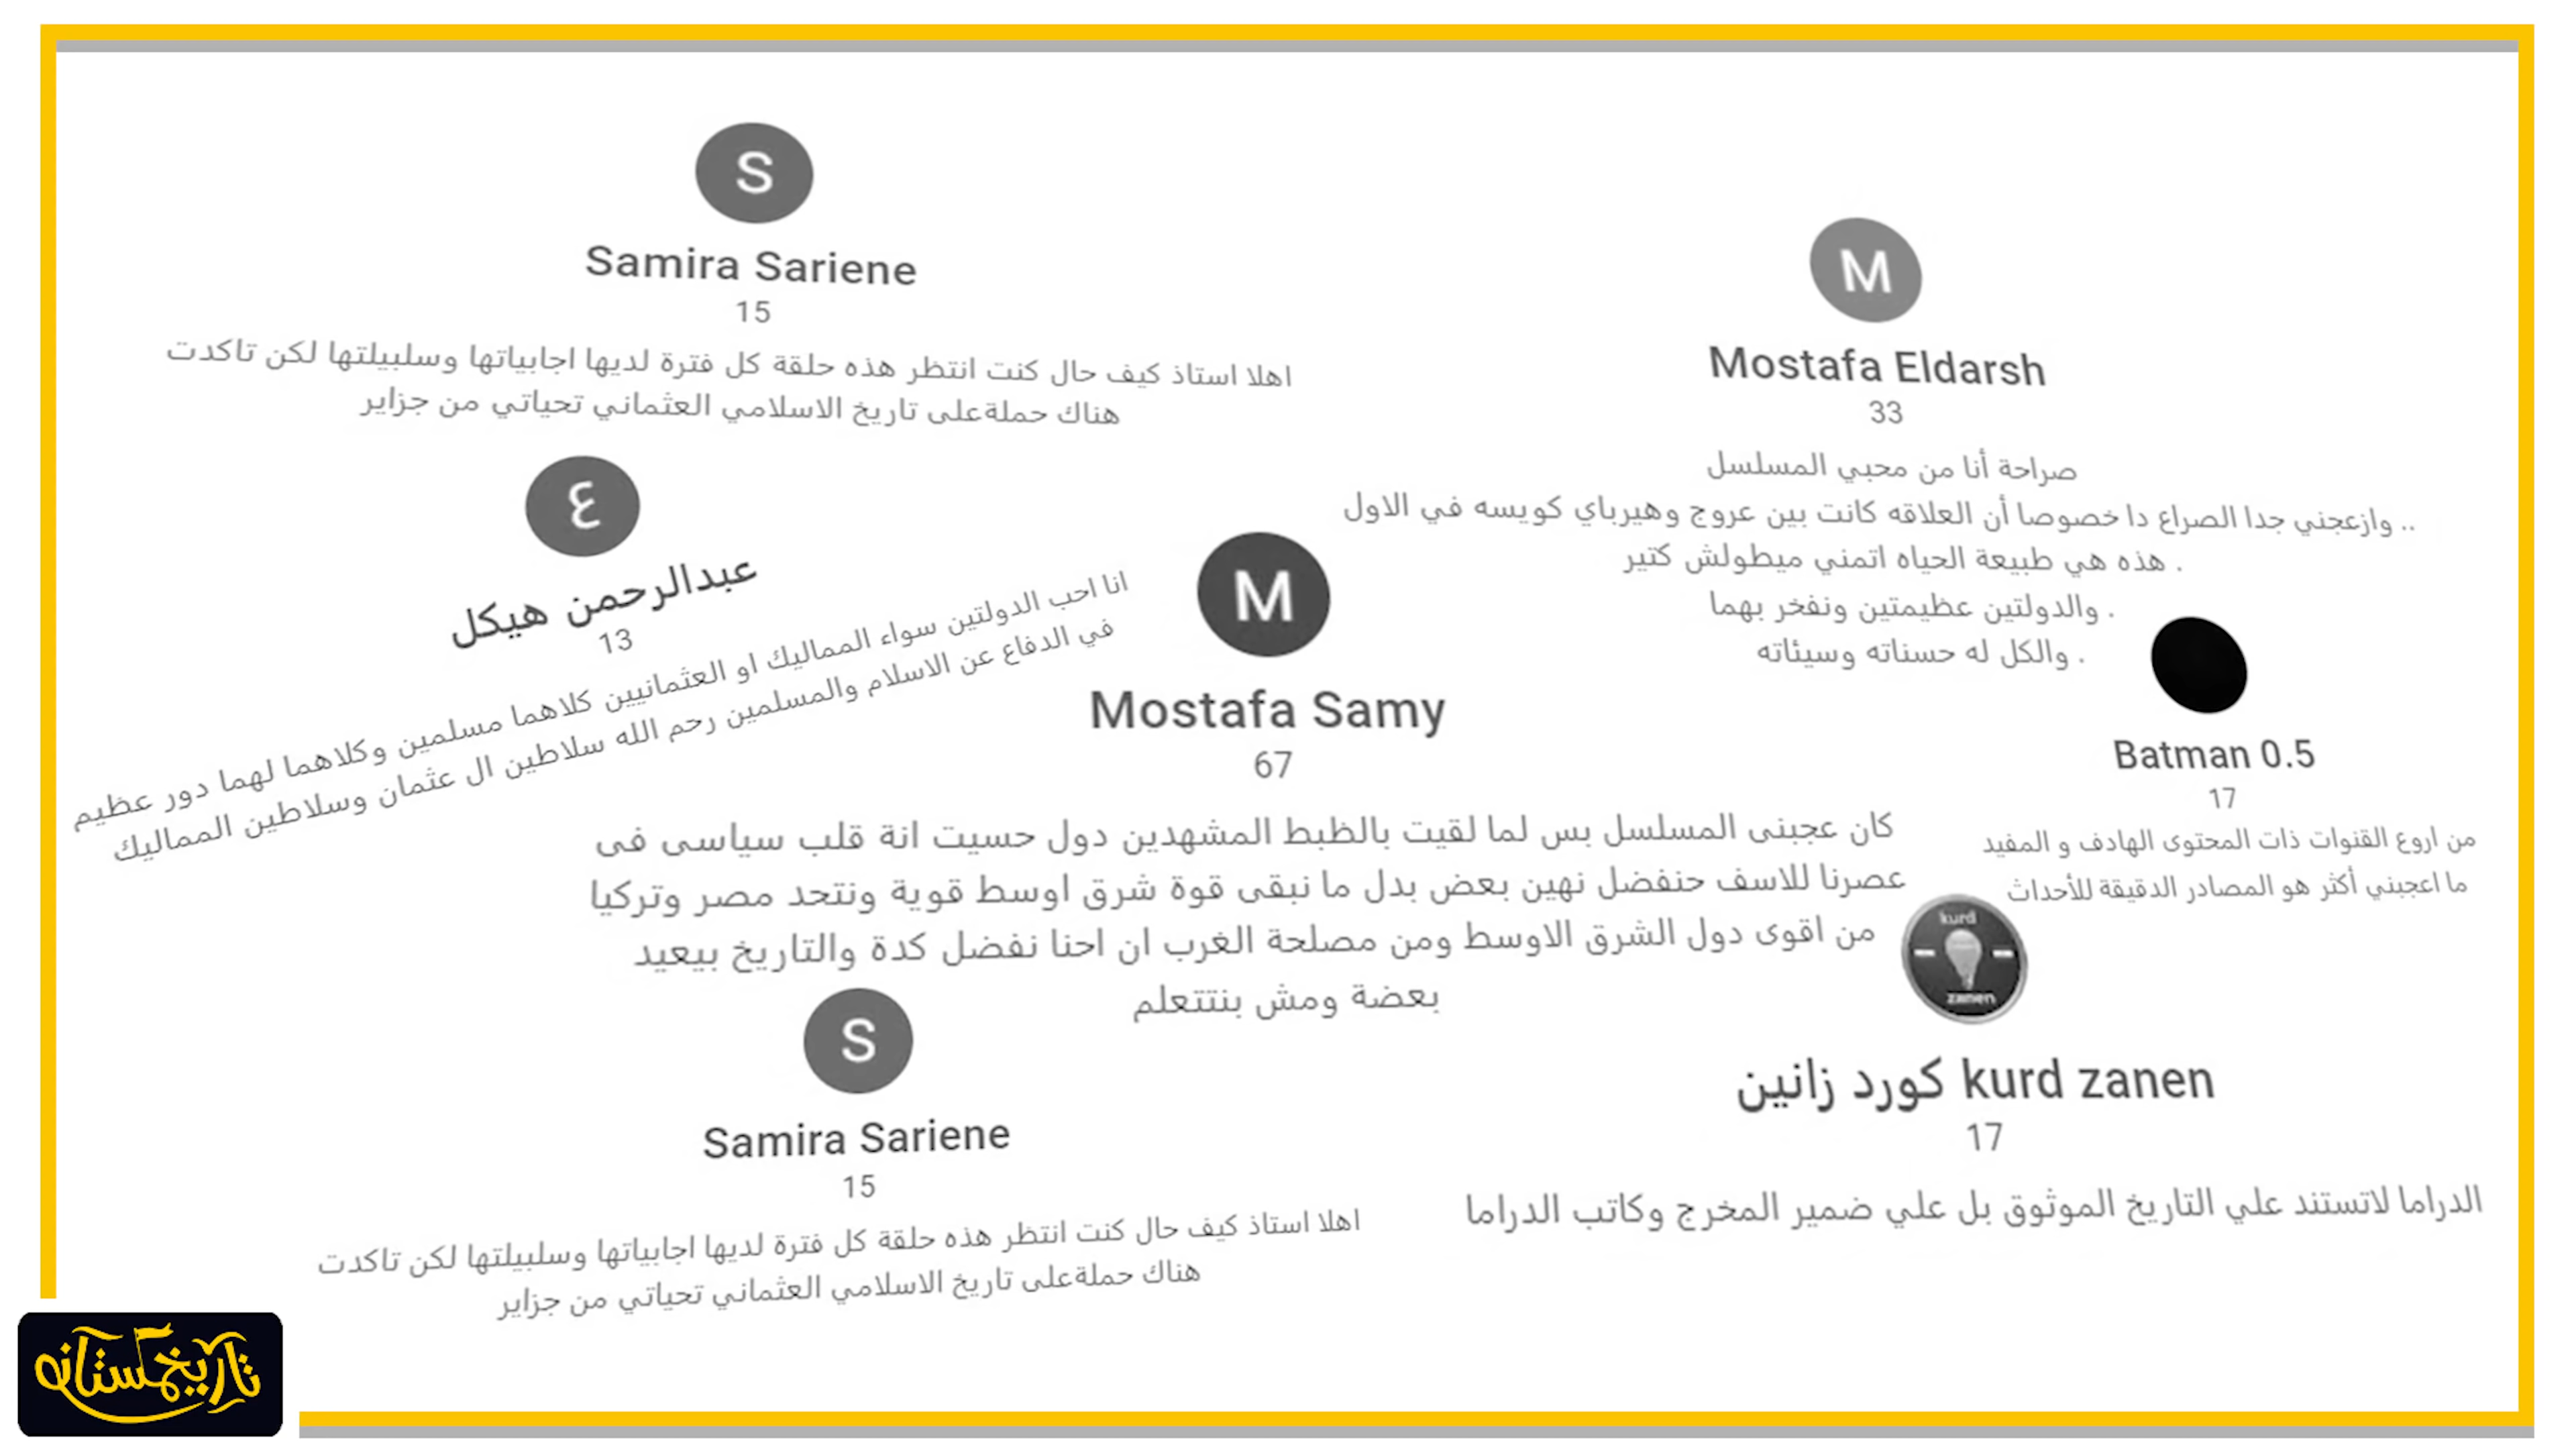 S
Samira Sariene
15
اهلا استاذ كيف حال كنت انتظر هذه حلقة كل فترة لديها اجابياتها وسلبيلتها لكن تاكدت
هناك حملةعلى تاريخ الاسلامي العثماني تحياتي من جزاير
M
Mostafa Eldarsh
33
صراحة أنا من محبي المسلسل
.. وازعجني جدا الصراع دا خصوصا أن العلاقه كانت بين عروج وهيرباي كويسه في الاول
. هذه هي طبيعة الحياه اتمني ميطولش كتير
. والدولتين عظيمتين ونفخر بهما
. والكل له حسناته وسيئاته
ع
عبدالرحمن هيكل
13
انا احب الدولتين سواء المماليك او العثمانيين كلاهما مسلمين وكلاهما لهما دور عظيم
في الدفاع عن الاسلام والمسلمين رحم الله سلاطين ال عثمان وسلاطين المماليك
M
Mostafa Samy
67
كان عجبنى المسلسل بس لما لقيت بالظبط المشهدين دول حسيت انة قلب سياسى فى
عصرنا للاسف حنفضل نهين بعض بدل ما نبقى قوة شرق اوسط قوية ونتحد مصر وتركيا
من اقوى دول الشرق الاوسط ومن مصلحة الغرب ان احنا نفضل كدة والتاريخ بيعيد
بعضة ومش بنتتعلم
Batman 0.5
17
من اروع القنوات ذات المحتوى الهادف و المفيد
ما اعجبني أكثر هو المصادر الدقيقة للأحداث
kurd
zanen
كورد زانين kurd zanen
17
الدراما لاتستند علي التاريخ الموثوق بل علي ضمير المخرج وكاتب الدراما
S
Samira Sariene
15
اهلا استاذ كيف حال كنت انتظر هذه حلقة كل فترة لديها اجابياتها وسلبيلتها لكن تاكدت
هناك حملةعلى تاريخ الاسلامي العثماني تحياتي من جزاير
تاريخستان